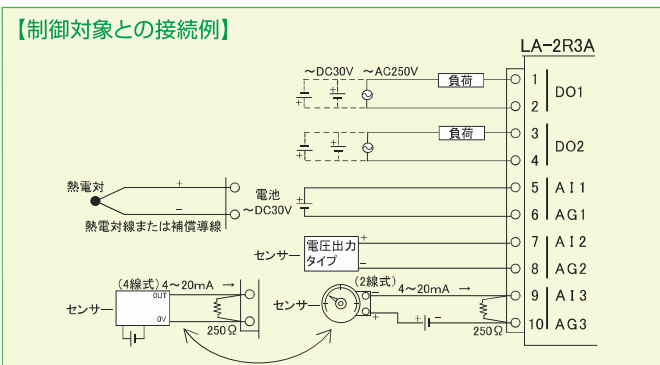 【制御対象との接続例】
LA-2R3A
～DC30V ～AC250V
負荷
1
2
DO1
負荷
3
4
DO2
熱電対
+
−
熱電対線または補償導線
電池
～DC30V
+
5 AI1
6 AG1
センサー
電圧出力
タイプ
+
−
7 AI2
8 AG2
(4線式) 4～20mA →
センサー
OUT
0V
250Ω
(2線式)
4～20mA →
センサー
−
+
+
−
250Ω
9 AI3
10 AG3